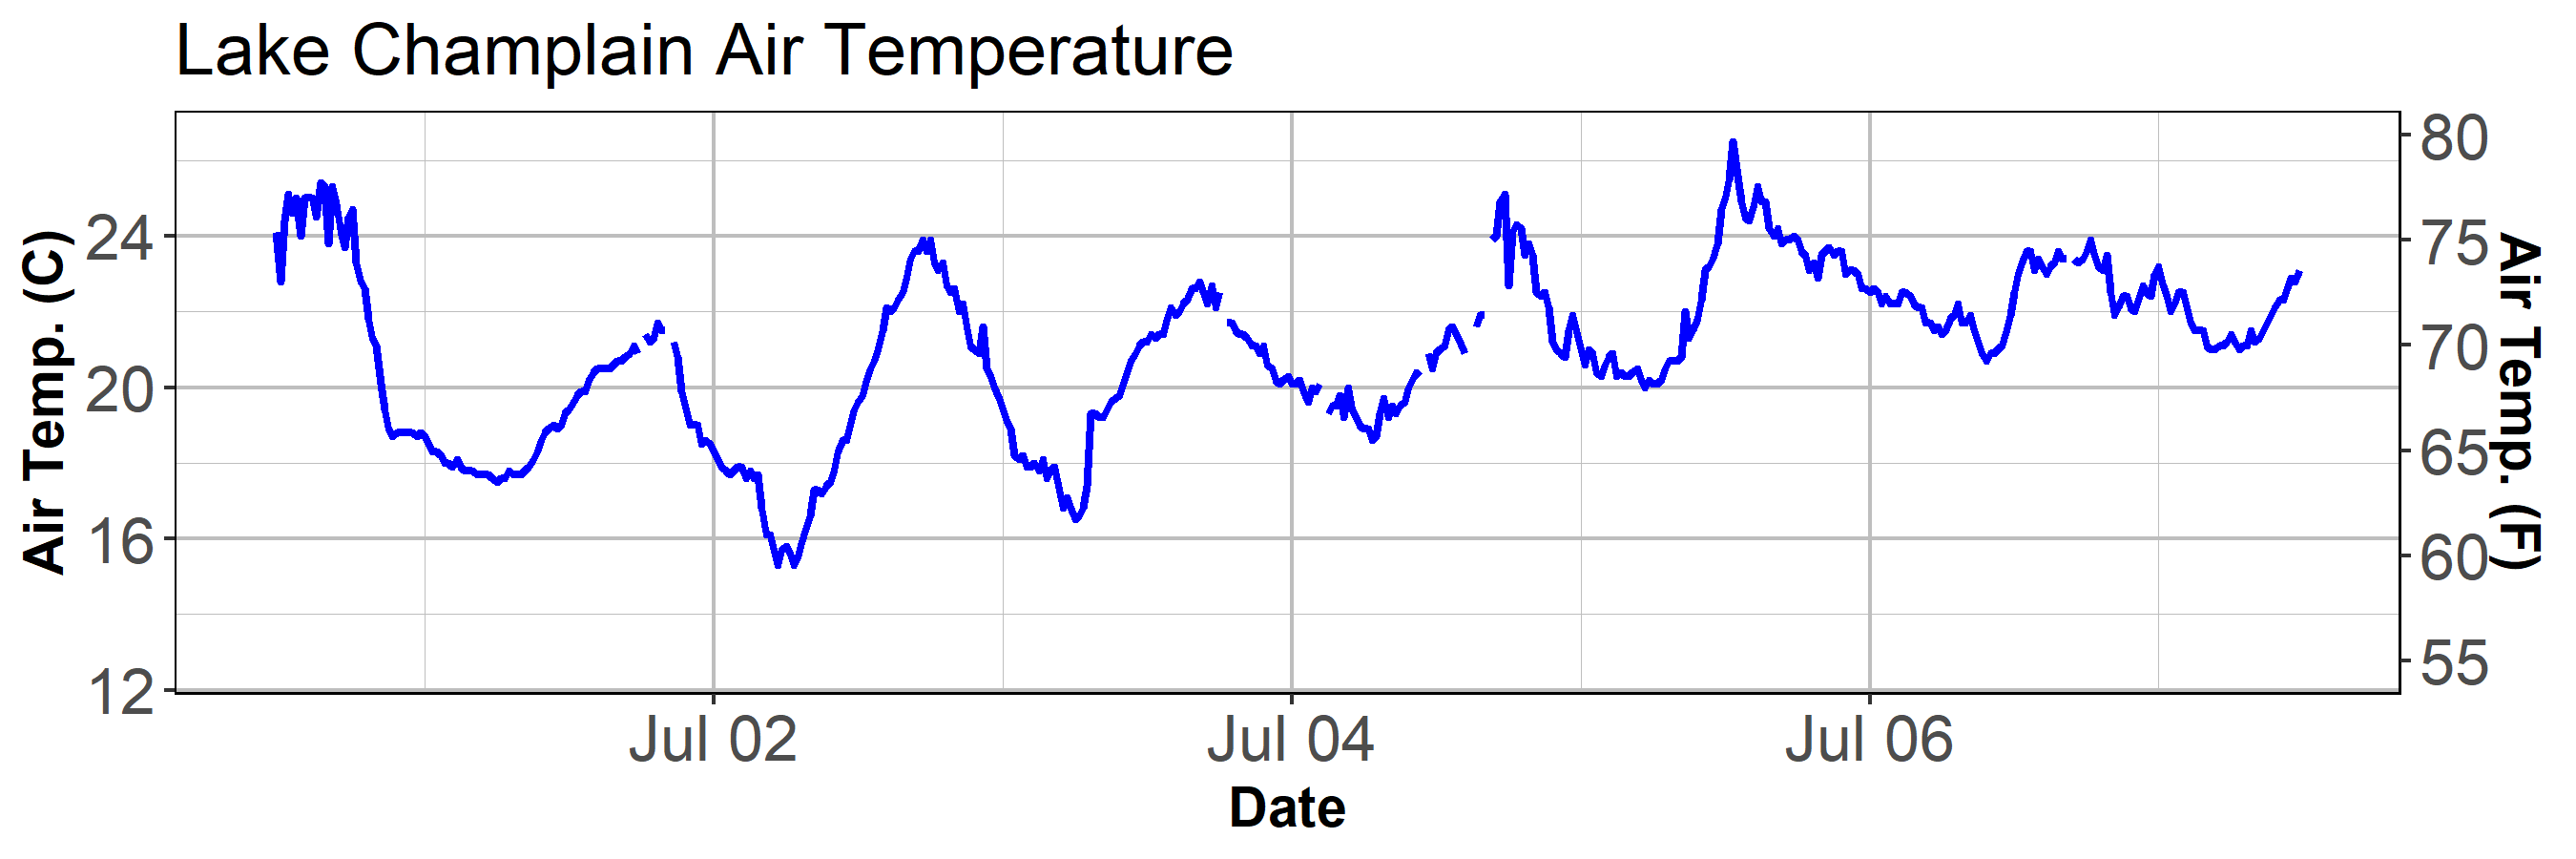 Lake Champlain Air Temperature
Air Temp. (C)
24
20
16
12
80
75
70
65
60
55
Air Temp. (F)
Jul 02 Jul 04 Jul 06
Date